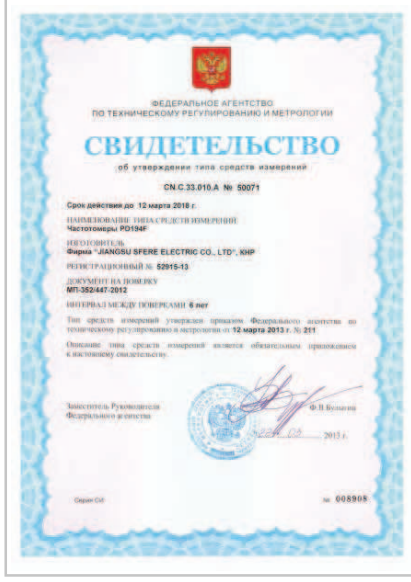 ФЕДЕРАЛЬНОЕ АГЕНТСТВО
ПО ТЕХНИЧЕСКОМУ РЕГУЛИРОВАНИЮ И МЕТРОЛОГИИ
СВИДЕТЕЛЬСТВО
об утверждении типа средств измерений
CN.C.33.010.A № 50071
Срок действия до 12 марта 2018 г.
НАИМЕНОВАНИЕ ТИПА СРЕДСТВ ИЗМЕРЕНИЙ
Частотомеры PD194F
ИЗГОТОВИТЕЛЬ
Фирма "JIANGSU SFERE ELECTRIC CO., LTD", КНР
РЕГИСТРАЦИОННЫЙ № 52915-13
ДОКУМЕНТ НА ПОВЕРКУ
МП-352/447-2012
ИНТЕРВАЛ МЕЖДУ ПОВЕРКАМИ 6 лет
Тип средств измерений утвержден приказом Федерального агентства по
техническому регулированию и метрологии от 12 марта 2013 г. № 211
Описание типа средств измерений является обязательным приложением
к настоящему свидетельству.
Заместитель Руководителя
Федерального агентства
Ф.В.Булыгин
2013 г.
Серия СИ
№ 008908